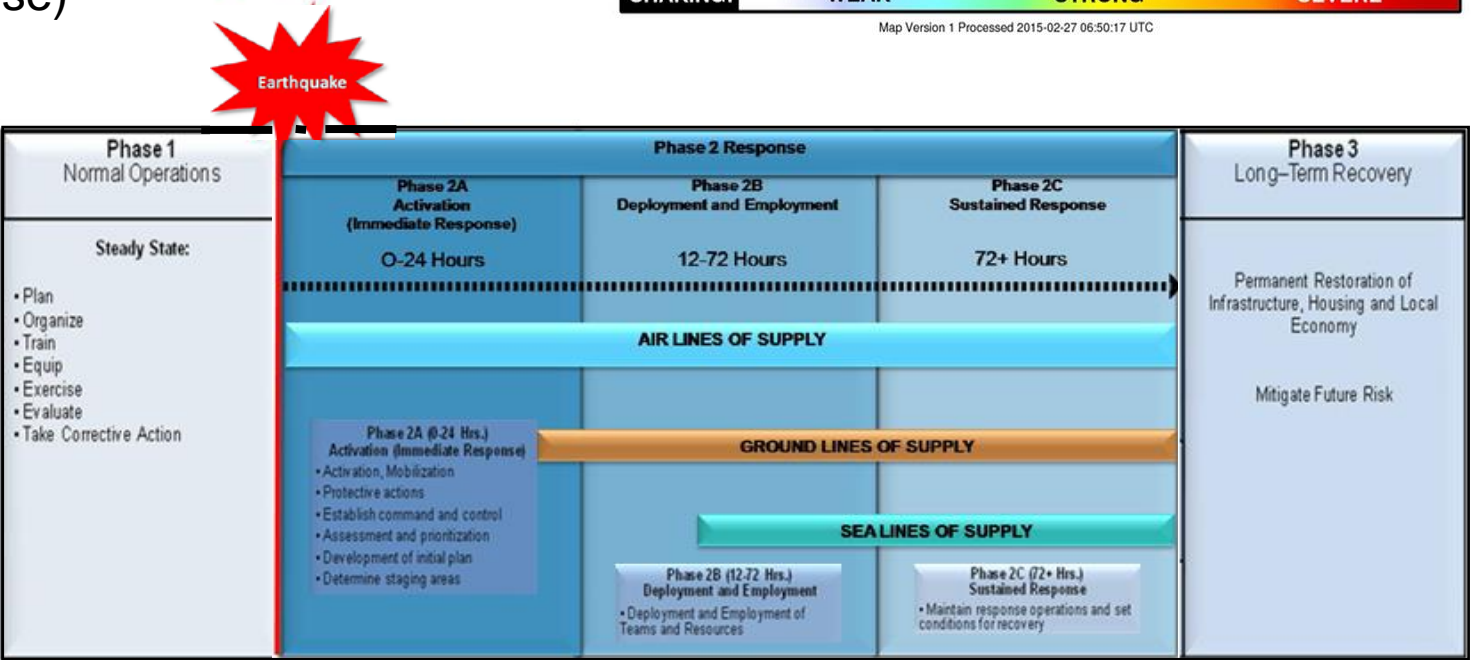 se)
Map Version 1 Processed 2015-02-27 06:50:17 UTC
Earthquake
Phase 1
Normal Operations
Steady State:
• Plan
• Organize
• Train
• Equip
• Exercise
• Evaluate
• Take Corrective Action
Phase 2 Response
Phase 2A
Activation
(Immediate Response)
O-24 Hours
Phase 2B
Deployment and Employment
12-72 Hours
Phase 2C
Sustained Response
72+ Hours
AIR LINES OF SUPPLY
GROUND LINES OF SUPPLY
SEA LINES OF SUPPLY
Phase 2A (0-24 Hrs.)
Activation (Immediate Response)
• Activation, Mobilization
• Protective actions
• Establish command and control
• Assessment and prioritization
• Development of initial plan
• Determine staging areas
Phase 2B (12-72 Hrs.)
Deployment and Employment
• Deployment and Employment of
Teams and Resources
Phase 2C (72+ Hrs.)
Sustained Response
• Maintain response operations and set
conditions for recovery
Phase 3
Long–Term Recovery
Permanent Restoration of
Infrastructure, Housing and Local
Economy
Mitigate Future Risk